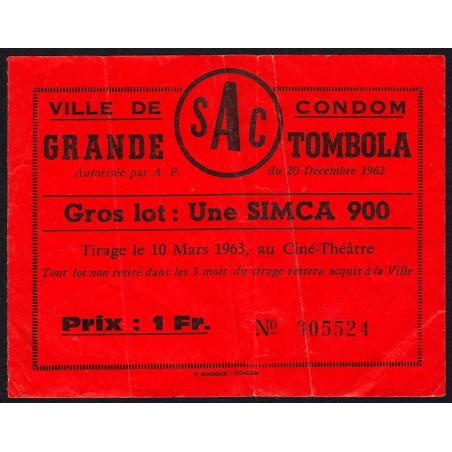 SAC
VILLE DE CONDOM
GRANDE TOMBOLA
Autorisée par A. P. du 20 Décembre 1962
Gros lot : Une SIMCA 900
Tirage le 10 Mars 1963, au Ciné-Théâtre
Tout lot non retiré dans les 3 mois du tirage restera acquis à la Ville
Prix : 1 Fr. Nº 305524
BOUSQUET - CONDOM